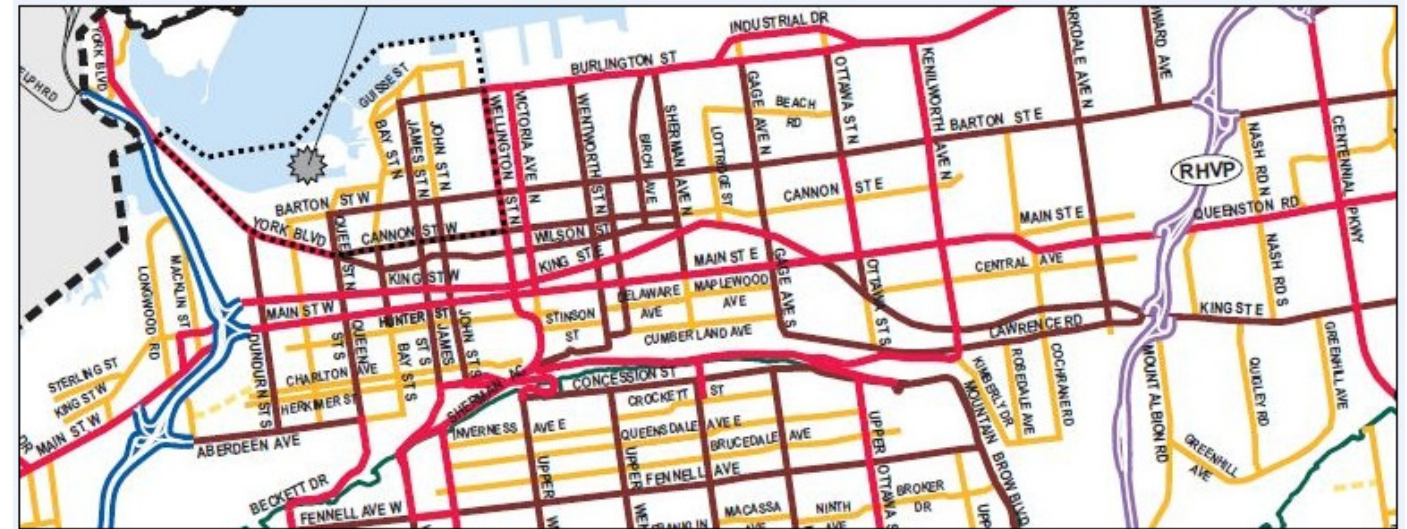 YORK BLVD
INDUSTRIAL DR
BURLINGTON ST
GUISE ST
BAY ST N
JAMES ST N
JOHN ST N
WELLINGTON ST N
VICTORIA AVE N
WENTWORTH ST N
BIRCH AVE
SHERMAN AVE N
LOTTRIDGE ST
GAGE AVE N
BEACH
RD
OTTAWA ST N
KENILWORTH AVE N
BARTON ST E
NASH RD N
CENTENNIAL PKWY
RHVP
CANNON ST E
BARTON ST W
YORK BLVD
QUEEN ST N
CANNON ST W
WILSON ST
KING ST E
MAIN ST E
MAIN ST E
QUEENSTON RD
CENTRAL AVE
LONGWOOD RD
MACKLIN ST
KING ST W
MAIN ST W
HUNTER ST
DELAWARE
AVE
MAPLEWOOD
AVE
STINSON
ST
CUMBERLAND AVE
GAGE AVE S
OTTAWA ST S
LAWRENCE RD
KING ST E
NASH RD S
DUNDURN ST S
QUEEN
ST S
BAY ST S
JAMES
ST S
JOHN ST S
CHARLTON AVE
HERKIMER ST
STERLING ST
KING ST W
MAIN ST W
ABERDEEN AVE
BECKETT DR
FENNELL AVE W
CONCESSION ST
CROCKETT ST
INVERNESS AVE E
QUEENSDALE AVE E
BRUCEDALE AVE
FENNELL AVE
UPPER
UPPER
UPPER
OTTAWA S
MACASSA
AVE
NINTH
AVE
BROKER
DR
KIMBERLY DR
ROSEDALE AVE
COCHRANE RD
MOUNTAIN BROW BLVD
MOUNT ALBION RD
QUIGLEY RD
GREENHILL AVE
GREENHILL
AVE